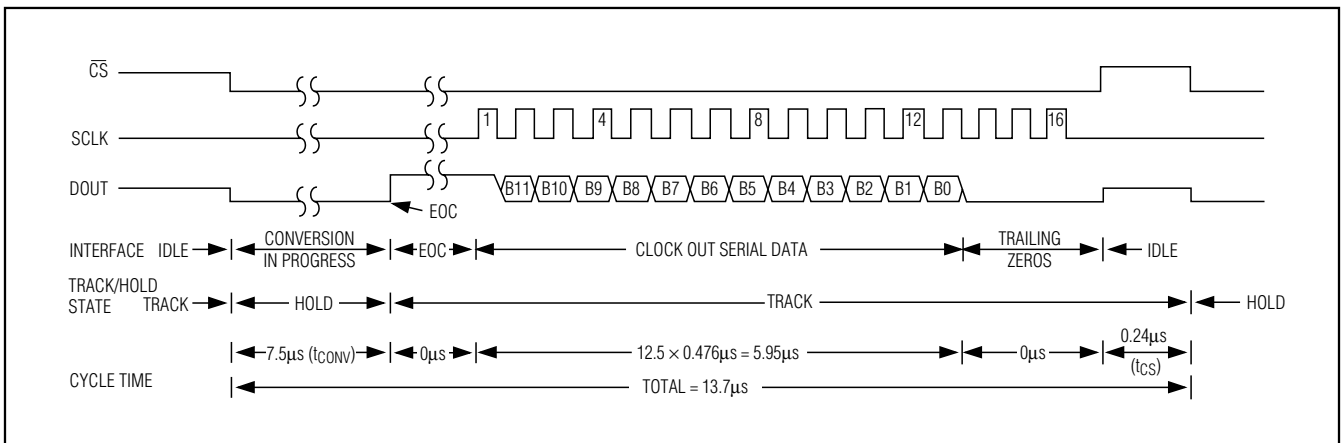 C̅S̅
SCLK
1 4 8 12 16
DOUT
B11 B10 B9 B8 B7 B6 B5 B4 B3 B2 B1 B0
EOC
INTERFACE IDLE CONVERSION IN PROGRESS EOC CLOCK OUT SERIAL DATA TRAILING ZEROS IDLE
TRACK/HOLD STATE TRACK HOLD TRACK HOLD
CYCLE TIME
7.5µs (tCONV) 0µs 12.5 × 0.476µs = 5.95µs 0µs 0.24µs (tCS)
TOTAL = 13.7µs